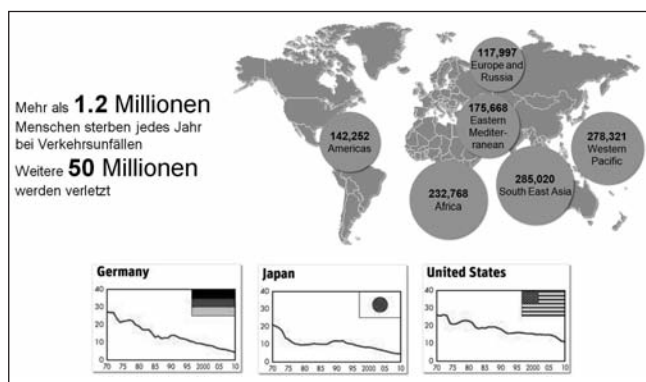 Mehr als 1.2 Millionen
Menschen sterben jedes Jahr
bei Verkehrsunfällen
Weitere 50 Millionen
werden verletzt
117,997
Europe and
Russia
175,668
Eastern
Mediter-
ranean
142,252
Americas
278,321
Western
Pacific
285,020
South East Asia
232,768
Africa
Germany
40
30
20
10
0
70 75 80 85 90 95 2000 05 10
Japan
40
30
20
10
0
70 75 80 85 90 95 2000 05 10
United States
40
30
20
10
0
70 75 80 85 90 95 2000 05 10